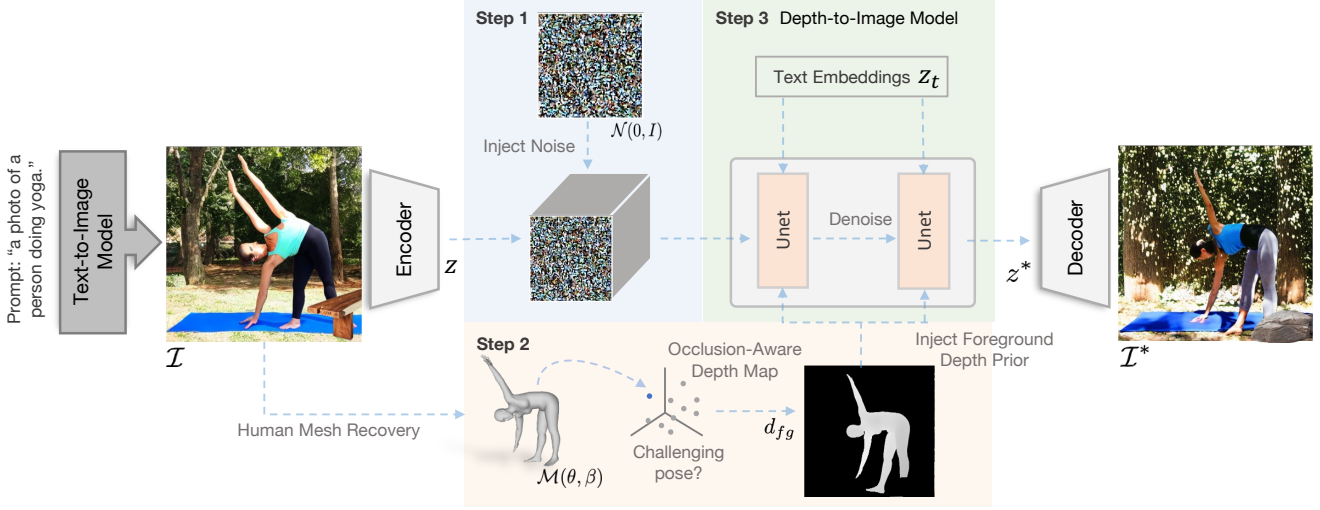 Prompt: “a photo of a
person doing yoga.”
Text-to-Image
Model
I
Encoder
z
Step 1
N(0, I)
Inject Noise
Step 3 Depth-to-Image Model
Text Embeddings z_t
Unet
Denoise
Unet
z*
Decoder
I*
Human Mesh Recovery
Step 2
M(θ, β)
Occlusion-Aware
Depth Map
Challenging
pose?
d_fg
Inject Foreground
Depth Prior